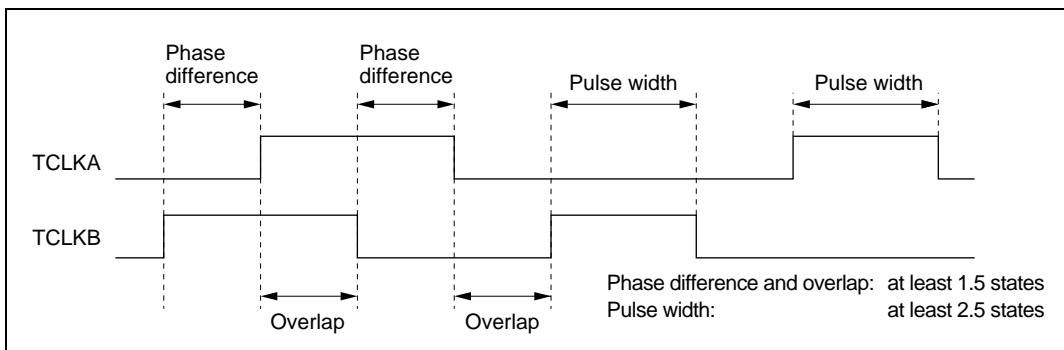 Phase
difference
Phase
difference
Pulse width
Pulse width
TCLKA
TCLKB
Overlap
Overlap
Phase difference and overlap: at least 1.5 states
Pulse width: at least 2.5 states